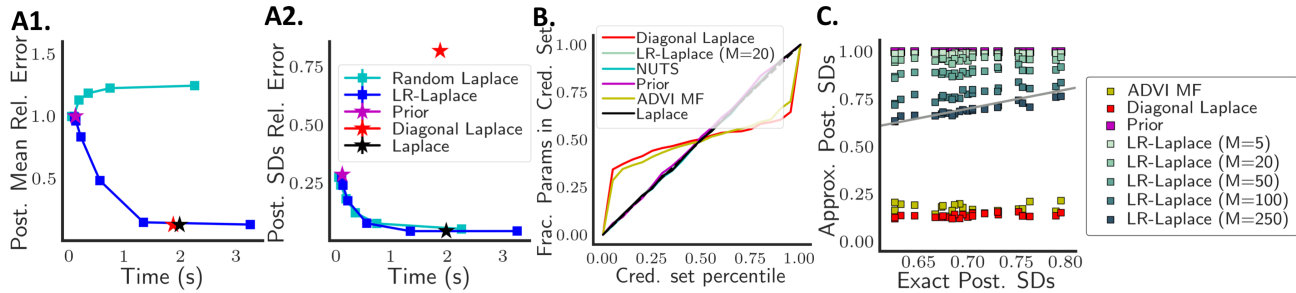 A1.
Post. Mean Rel. Error
1.5
1.0
0.5
0 1 2 3
Time (s)
A2.
Post. SDs Rel. Error
0.75
0.50
0.25
Random Laplace
LR-Laplace
Prior
Diagonal Laplace
Laplace
0 1 2 3
Time (s)
B.
Frac. Params in Cred. Set
1.00
0.75
0.50
0.25
0.00
Diagonal Laplace
LR-Laplace (M=20)
NUTS
Prior
ADVI MF
Laplace
0.00 0.25 0.50 0.75 1.00
Cred. set percentile
C.
Approx. Post. SDs
1.00
0.75
0.50
0.25
0.00
0.65 0.70 0.75 0.80
Exact Post. SDs
ADVI MF
Diagonal Laplace
Prior
LR-Laplace (M=5)
LR-Laplace (M=20)
LR-Laplace (M=50)
LR-Laplace (M=100)
LR-Laplace (M=250)